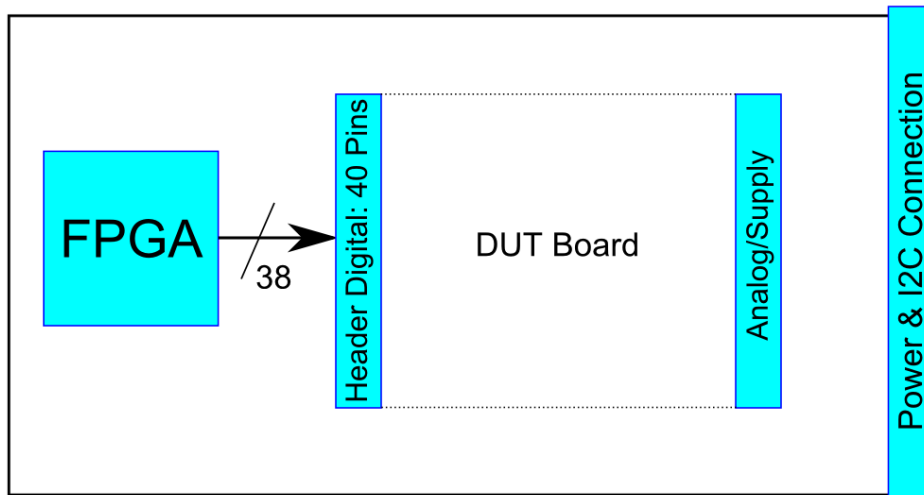 FPGA
38
Header Digital: 40 Pins
DUT Board
Analog/Supply
Power & I2C Connection